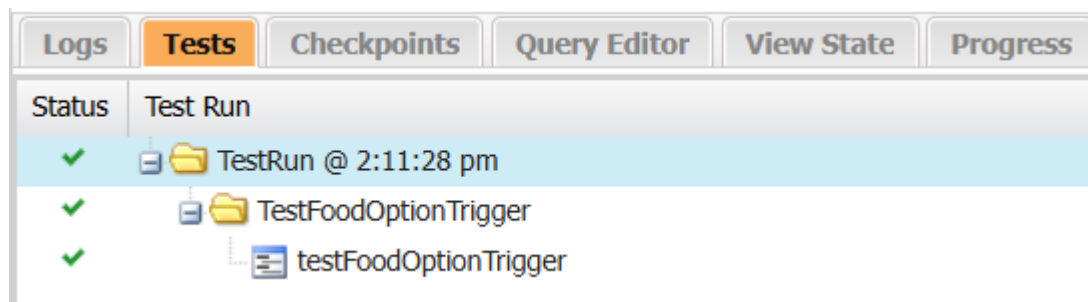 Logs Tests Checkpoints Query Editor View State Progress
Status Test Run
TestRun @ 2:11:28 pm
TestFoodOptionTrigger
testFoodOptionTrigger